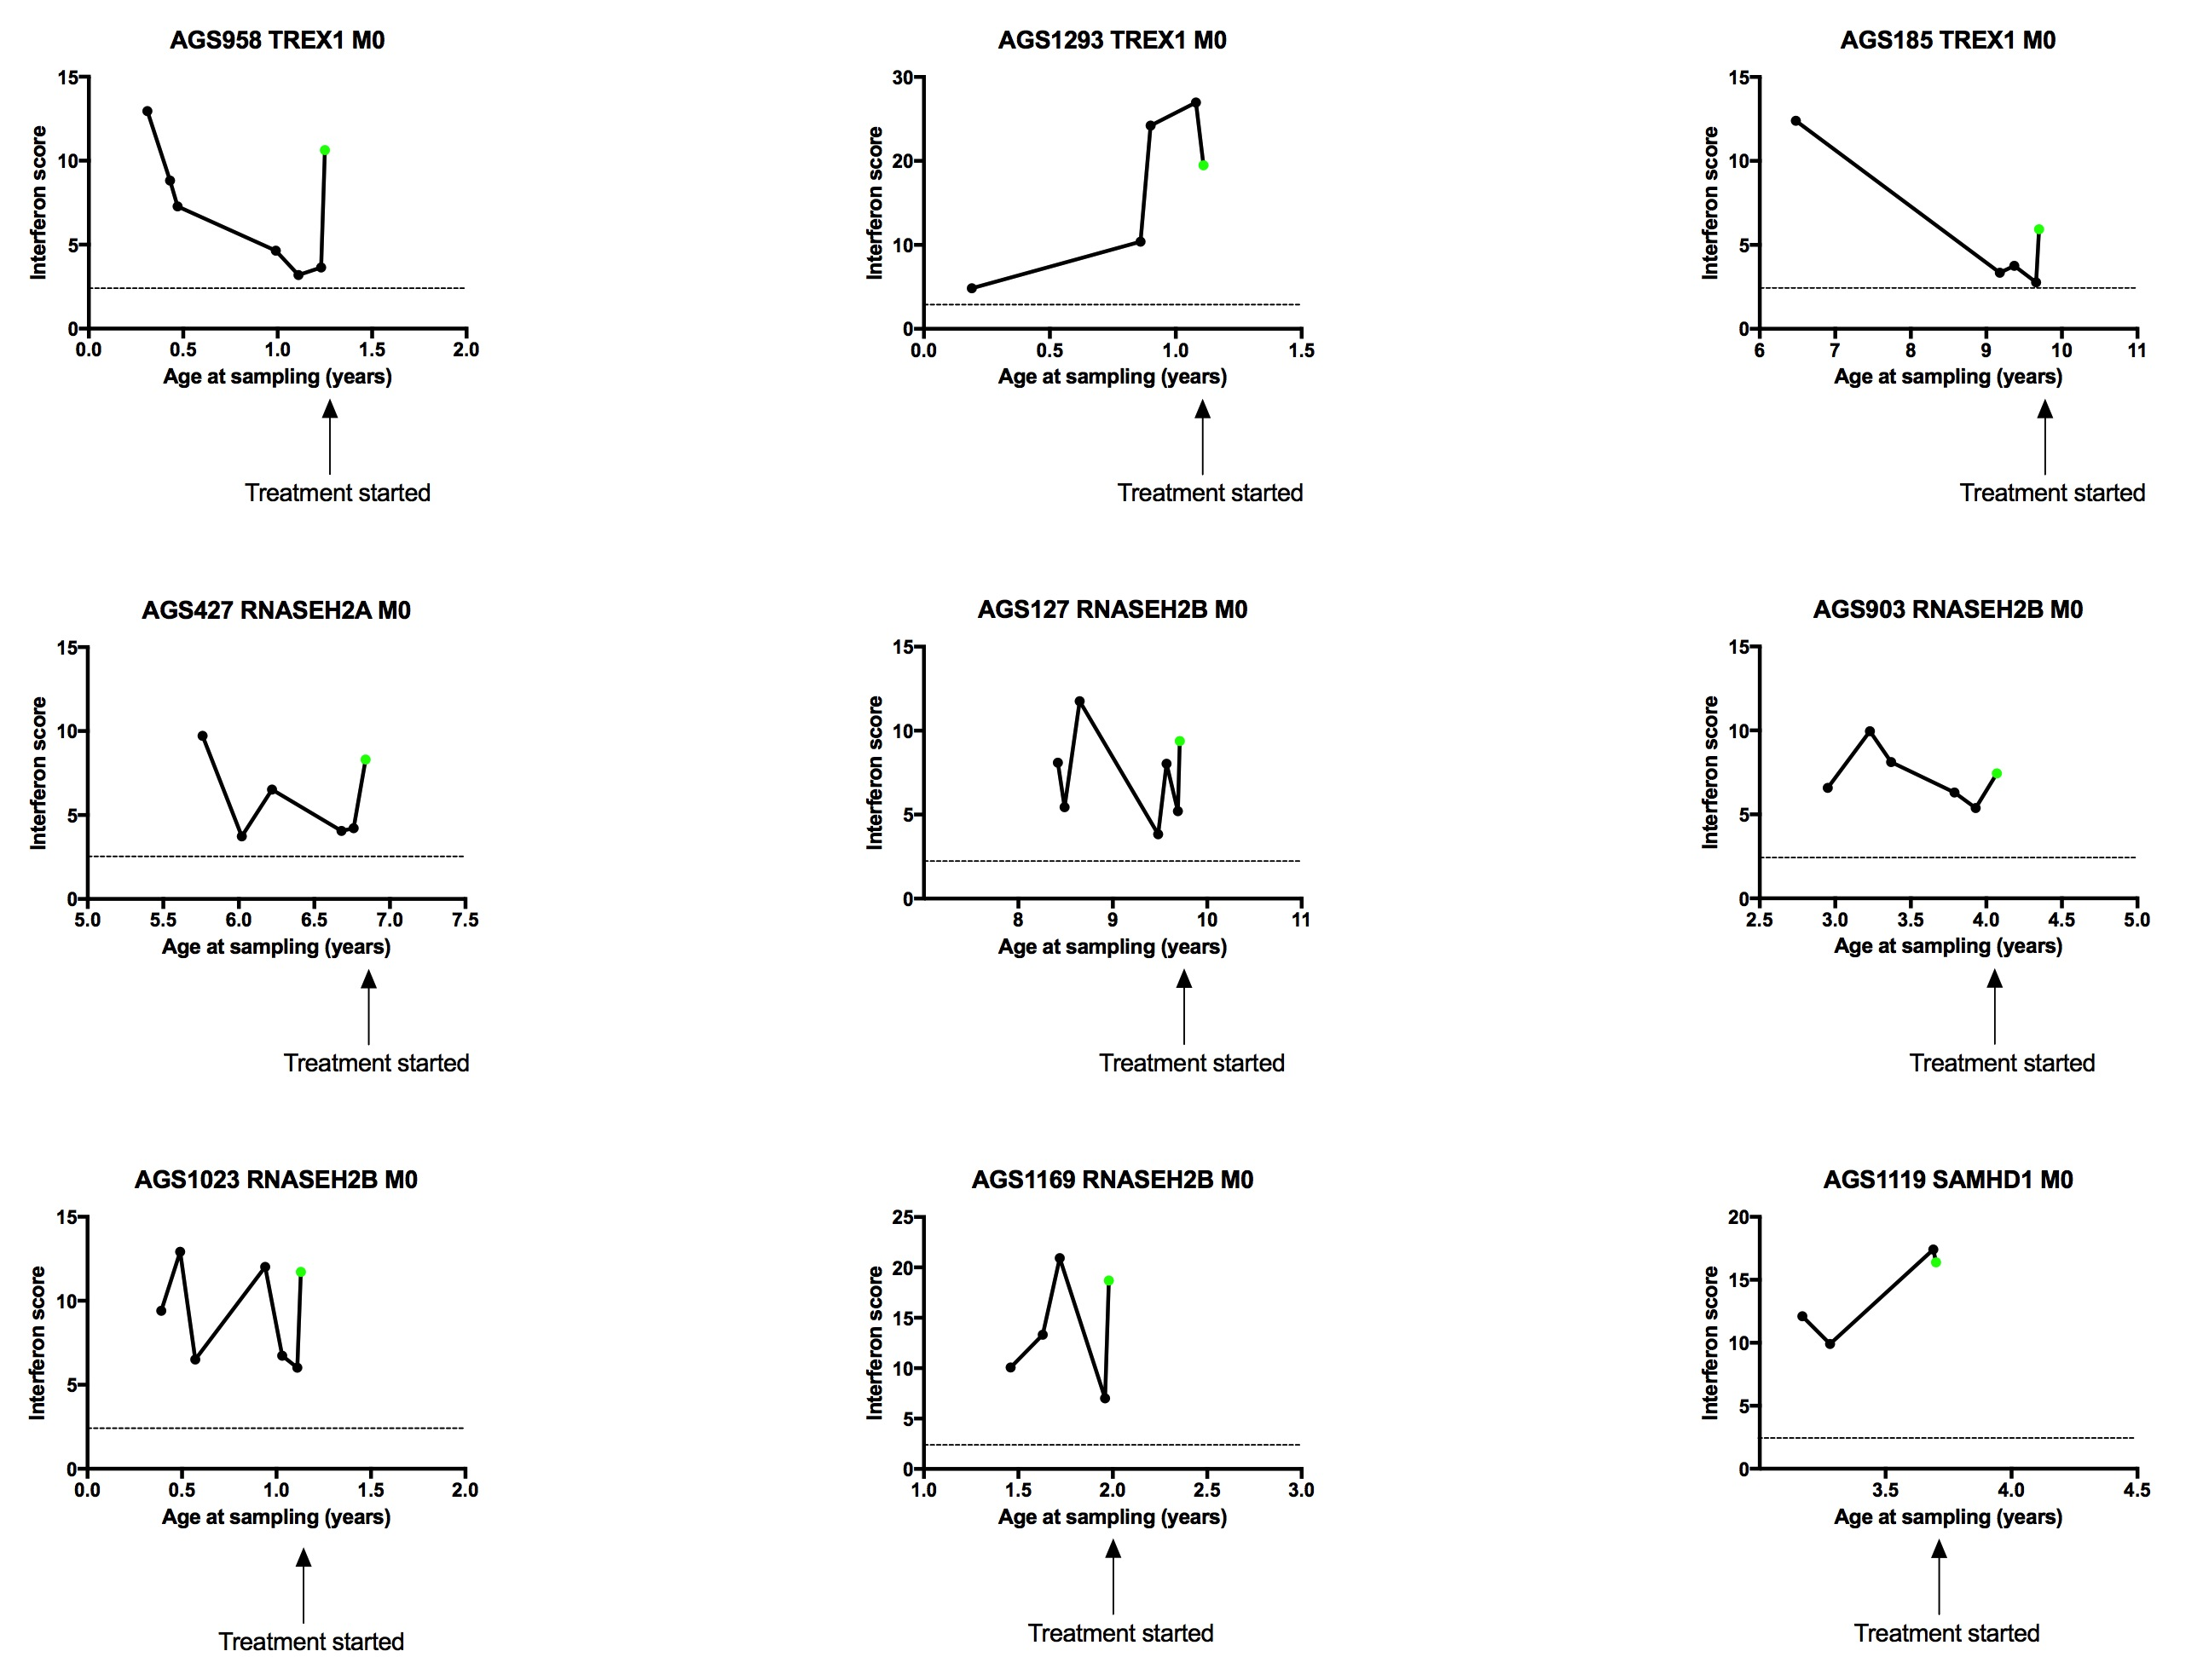 AGS958 TREX1 M0
Interferon score
15
10
5
0
0.0 0.5 1.0 1.5 2.0
Age at sampling (years)
Treatment started
AGS1293 TREX1 M0
Interferon score
30
20
10
0
0.0 0.5 1.0 1.5
Age at sampling (years)
Treatment started
AGS185 TREX1 M0
Interferon score
15
10
5
0
6 7 8 9 10 11
Age at sampling (years)
Treatment started
AGS427 RNASEH2A M0
Interferon score
15
10
5
0
5.0 5.5 6.0 6.5 7.0 7.5
Age at sampling (years)
Treatment started
AGS127 RNASEH2B M0
Interferon score
15
10
5
0
8 9 10 11
Age at sampling (years)
Treatment started
AGS903 RNASEH2B M0
Interferon score
15
10
5
0
2.5 3.0 3.5 4.0 4.5 5.0
Age at sampling (years)
Treatment started
AGS1023 RNASEH2B M0
Interferon score
15
10
5
0
0.0 0.5 1.0 1.5 2.0
Age at sampling (years)
Treatment started
AGS1169 RNASEH2B M0
Interferon score
25
20
15
10
5
0
1.0 1.5 2.0 2.5 3.0
Age at sampling (years)
Treatment started
AGS1119 SAMHD1 M0
Interferon score
20
15
10
5
0
3.5 4.0 4.5
Age at sampling (years)
Treatment started